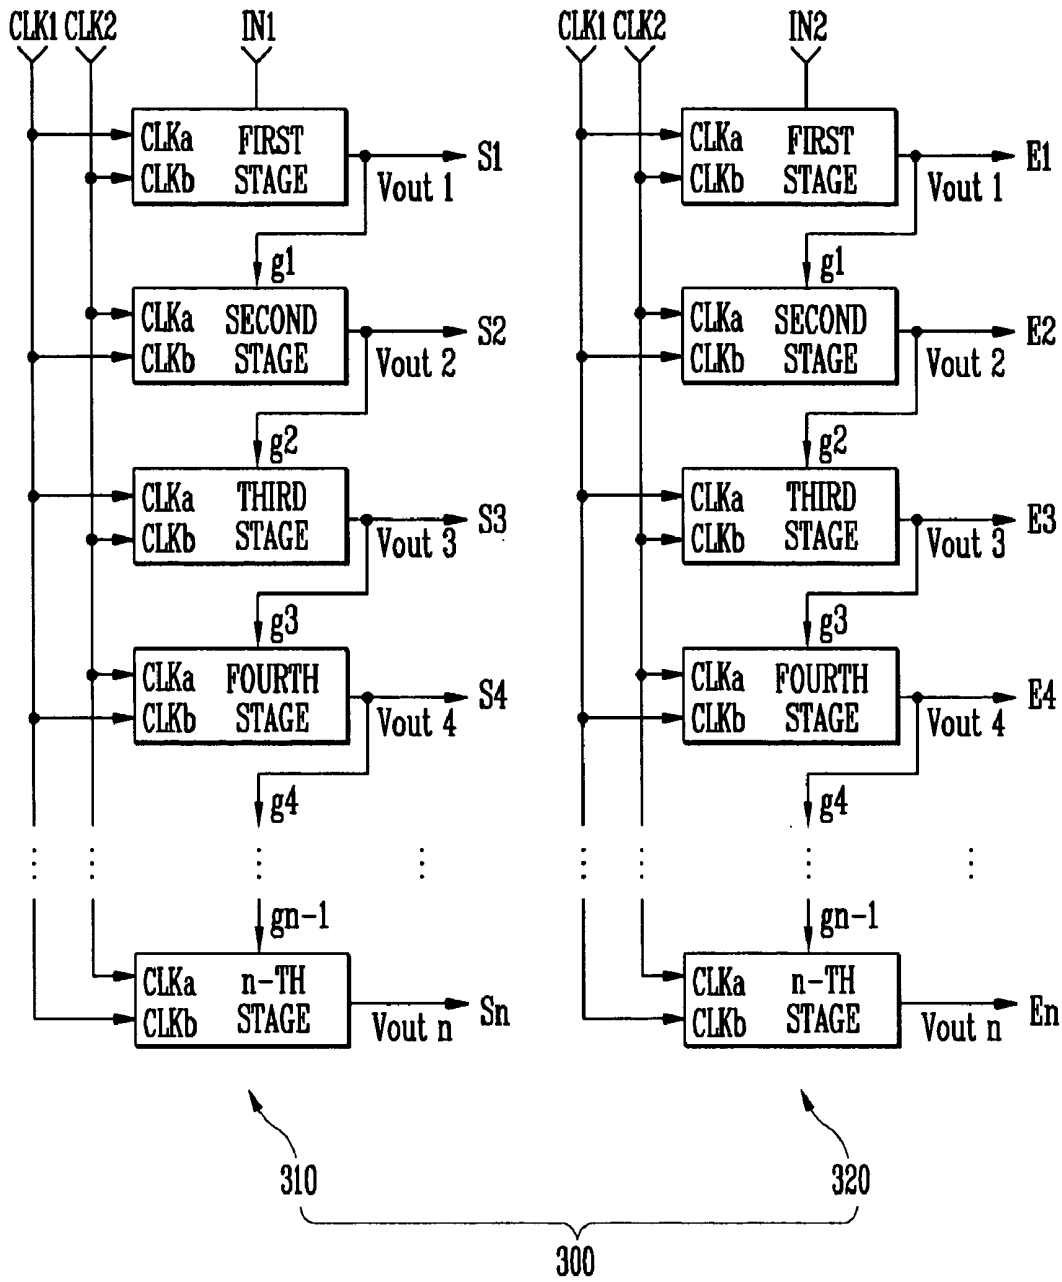 CLK1 CLK2 IN1 CLK1 CLK2 IN2
CLKa FIRST
CLKb STAGE
Vout 1
S1
CLKa FIRST
CLKb STAGE
Vout 1
E1
g1
g1
CLKa SECOND
CLKb STAGE
Vout 2
S2
CLKa SECOND
CLKb STAGE
Vout 2
E2
g2
g2
CLKa THIRD
CLKb STAGE
Vout 3
S3
CLKa THIRD
CLKb STAGE
Vout 3
E3
g3
g3
CLKa FOURTH
CLKb STAGE
Vout 4
S4
CLKa FOURTH
CLKb STAGE
Vout 4
E4
g4
g4
gn-1
gn-1
CLKa n-TH
CLKb STAGE
Vout n
Sn
CLKa n-TH
CLKb STAGE
Vout n
En
310
320
300